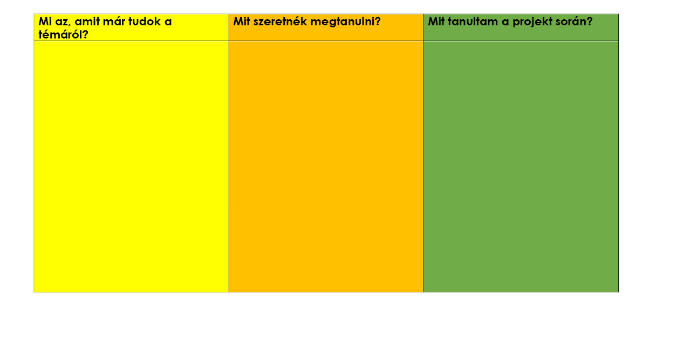 Mi az, amit már tudok a
témáról?
Mit szeretnék megtanulni?
Mit tanultam a projekt során?